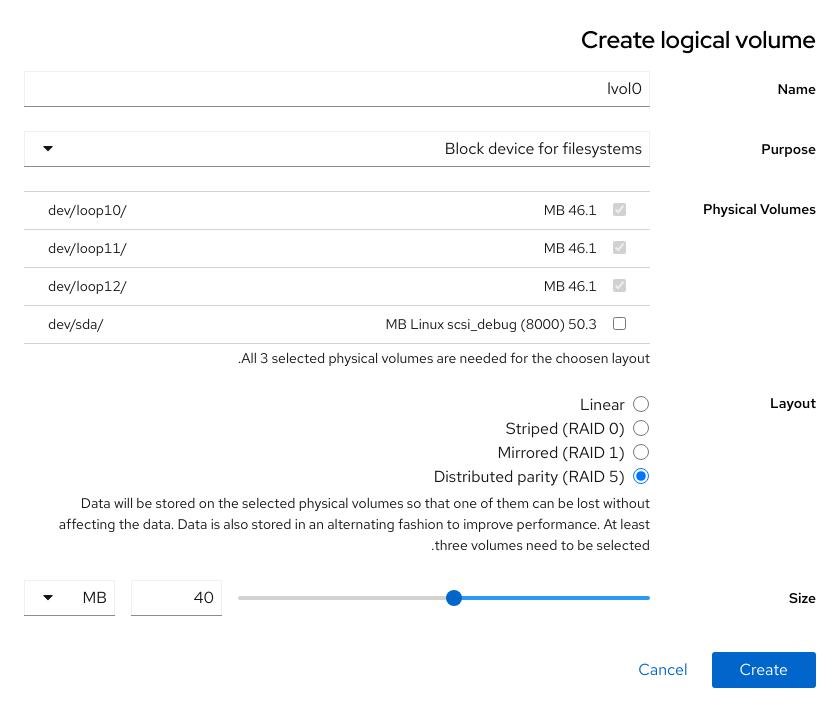 Create logical volume
Name
lvol0
Purpose
Block device for filesystems
Physical Volumes
MB 46.1
dev/loop10/
MB 46.1
dev/loop11/
MB 46.1
dev/loop12/
MB Linux scsi_debug (8000) 50.3
dev/sda/
.All 3 selected physical volumes are needed for the choosen layout
Layout
Linear
Striped (RAID 0)
Mirrored (RAID 1)
Distributed parity (RAID 5)
Data will be stored on the selected physical volumes so that one of them can be lost without
affecting the data. Data is also stored in an alternating fashion to improve performance. At least
.three volumes need to be selected
Size
40
MB
Create
Cancel